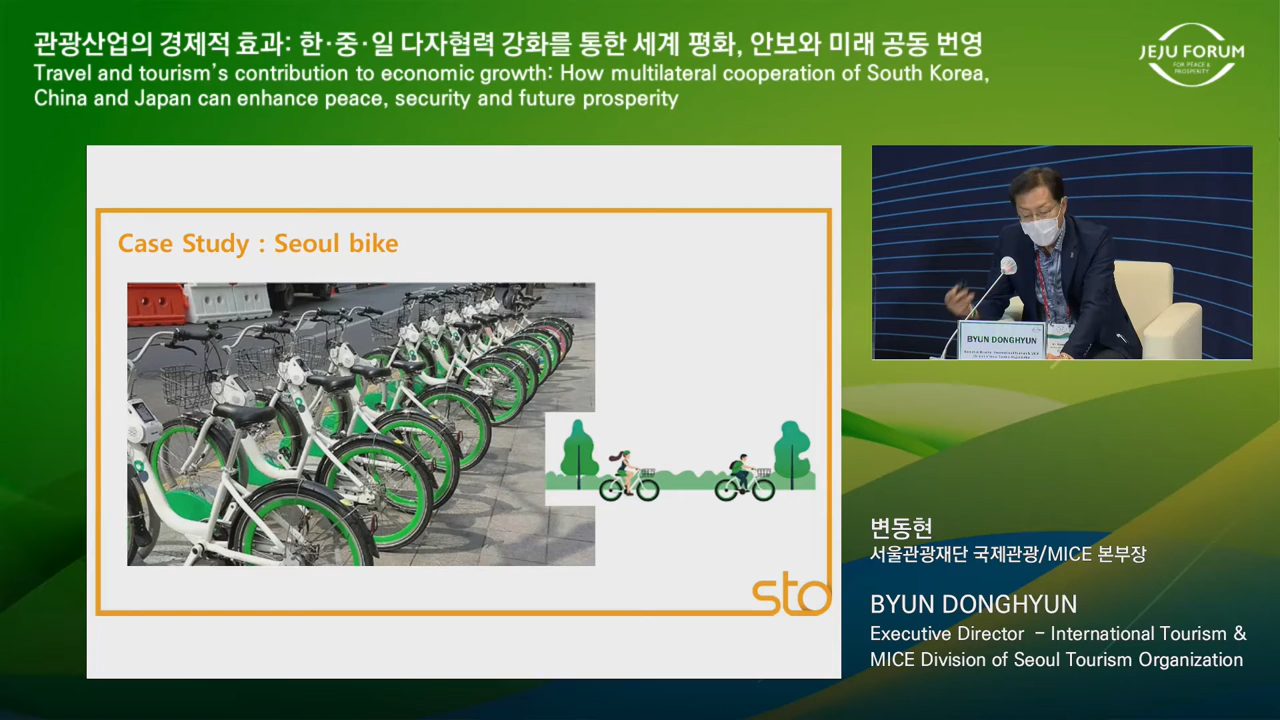 관광산업의 경제적 효과: 한·중·일 다자협력 강화를 통한 세계 평화, 안보와 미래 공동 번영
Travel and tourism's contribution to economic growth: How multilateral cooperation of South Korea,
China and Japan can enhance peace, security and future prosperity
JEJU FORUM
FOR PEACE &
PROSPERITY
Case Study : Seoul bike
sto
BYUN DONGHYUN
변동현
서울관광재단 국제관광/MICE 본부장
BYUN DONGHYUN
Executive Director - International Tourism &
MICE Division of Seoul Tourism Organization